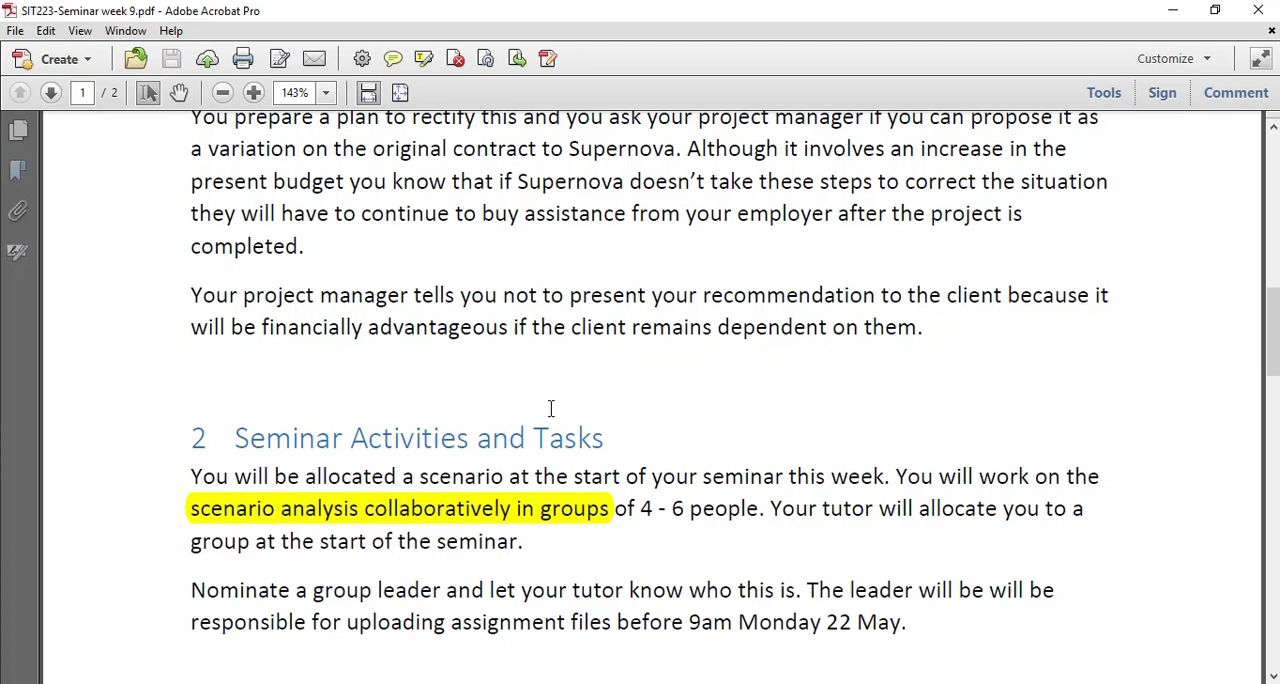 SIT223-Seminar week 9.pdf - Adobe Acrobat Pro
File Edit View Window Help
Create Customize
1 / 2 143% Tools Sign Comment
You prepare a plan to rectify this and you ask your project manager if you can propose it as
a variation on the original contract to Supernova. Although it involves an increase in the
present budget you know that if Supernova doesn’t take these steps to correct the situation
they will have to continue to buy assistance from your employer after the project is
completed.
Your project manager tells you not to present your recommendation to the client because it
will be financially advantageous if the client remains dependent on them.
2 Seminar Activities and Tasks
You will be allocated a scenario at the start of your seminar this week. You will work on the
scenario analysis collaboratively in groups of 4 - 6 people. Your tutor will allocate you to a
group at the start of the seminar.
Nominate a group leader and let your tutor know who this is. The leader will be will be
responsible for uploading assignment files before 9am Monday 22 May.